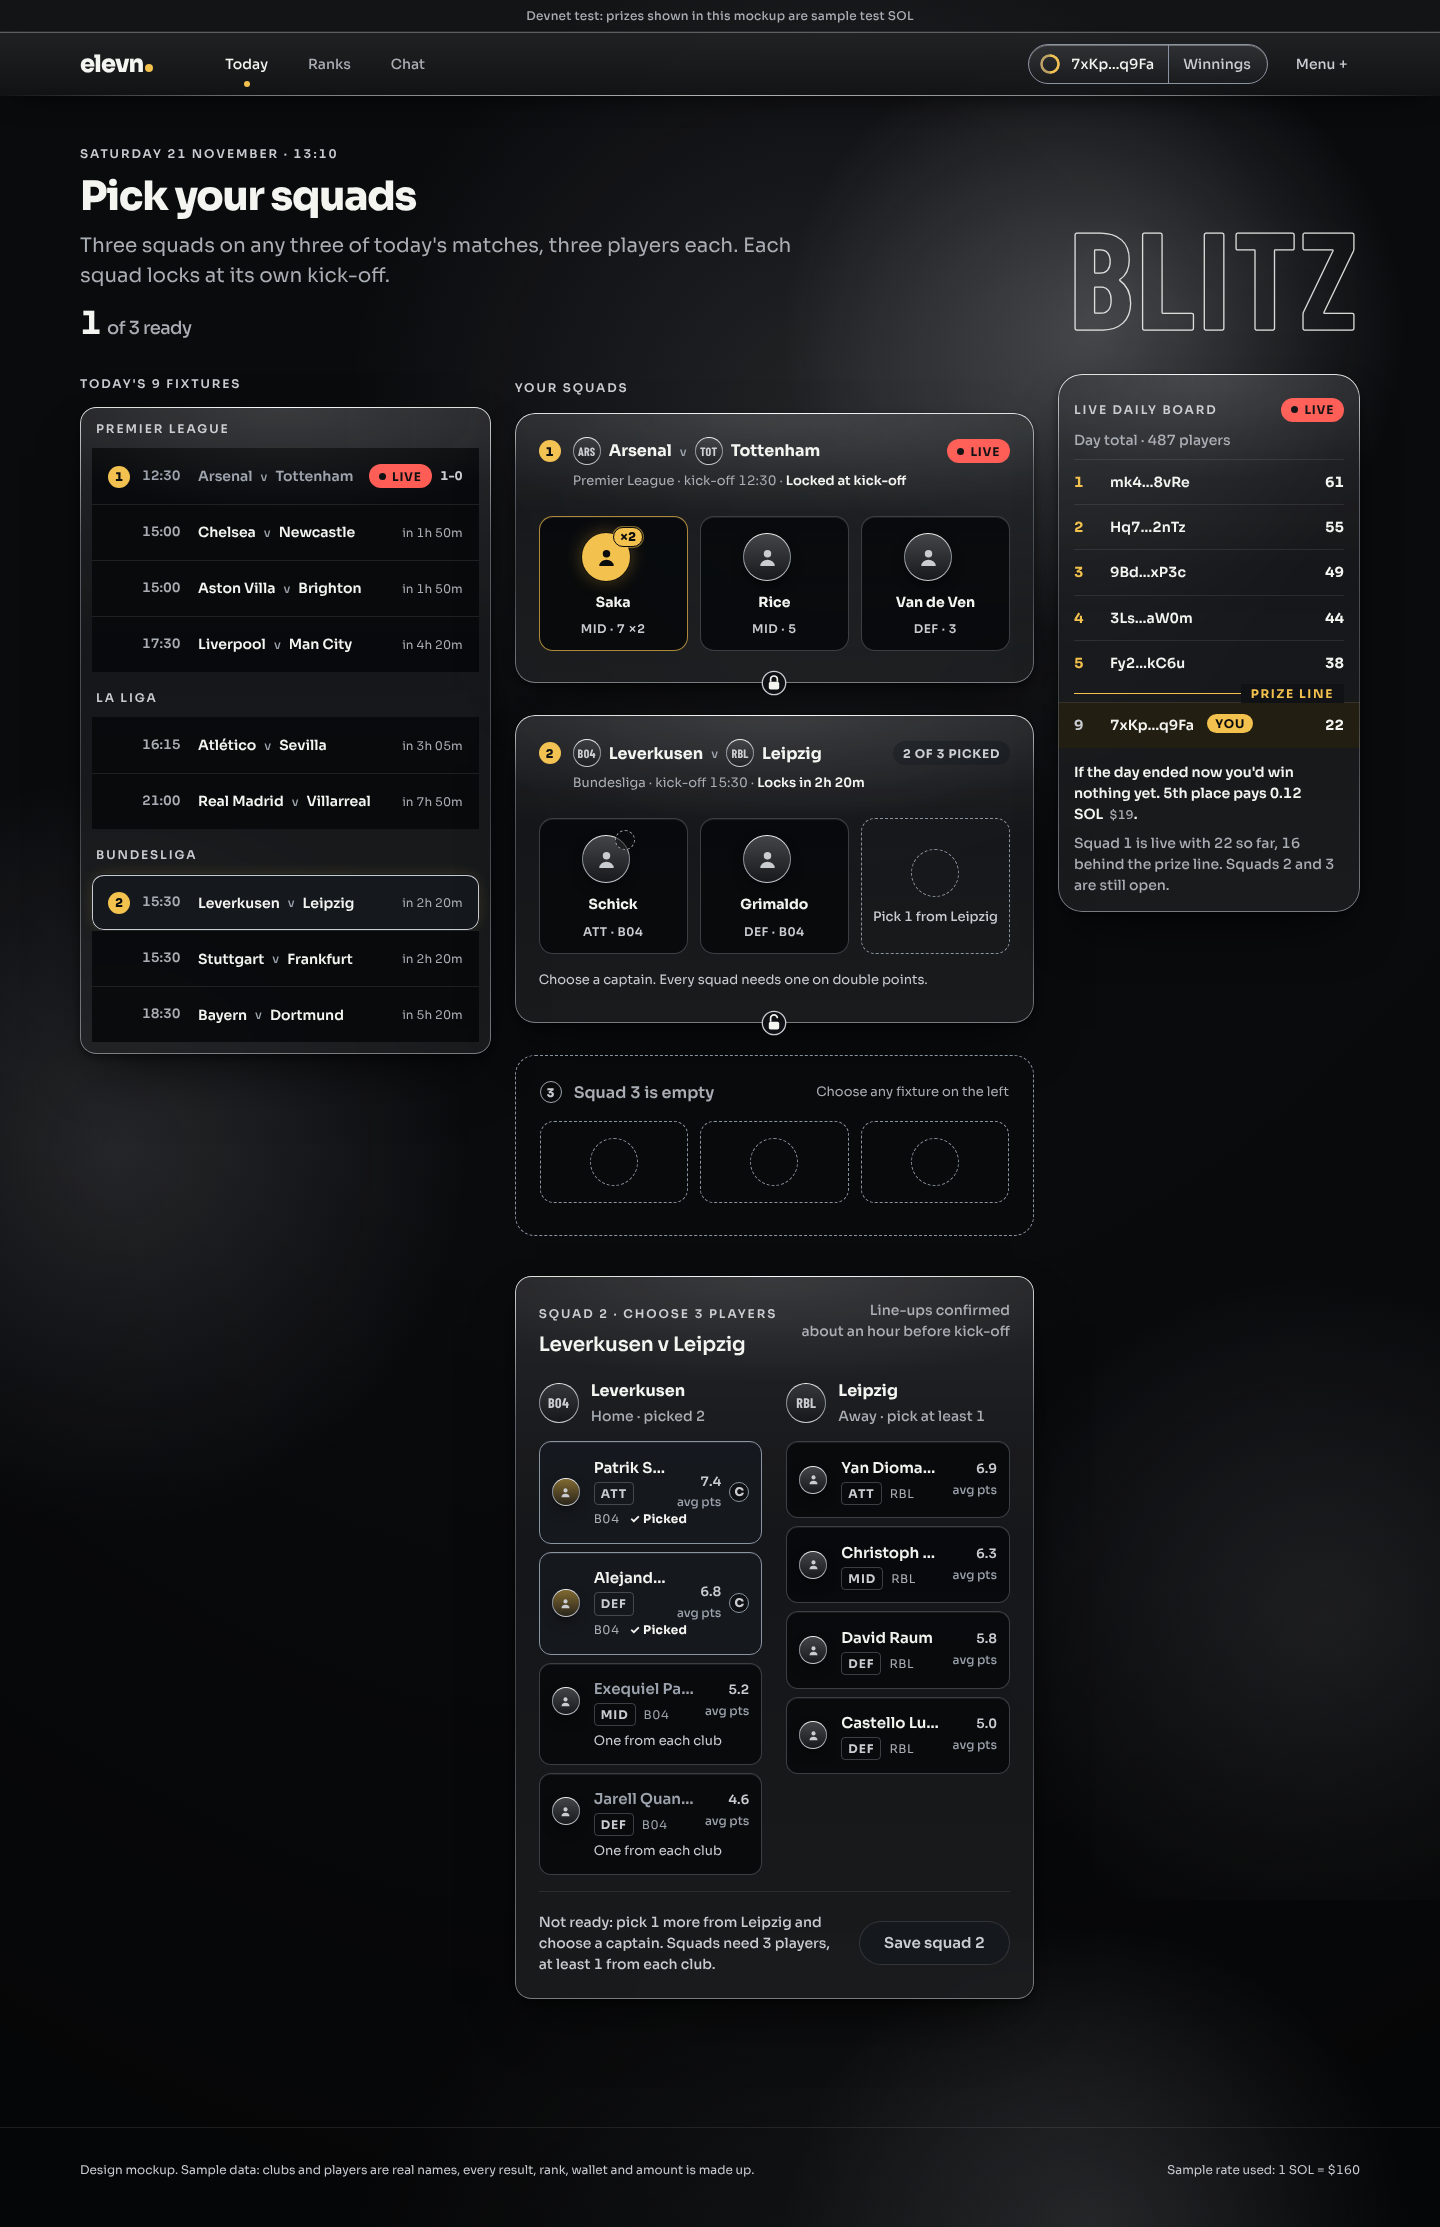 Devnet test: prizes shown in this mockup are sample test SOL
elevn.
Today
Ranks
Chat
7xKp...q9Fa
Winnings
Menu +
SATURDAY 21 NOVEMBER · 13:10
Pick your squads
Three squads on any three of today's matches, three players each. Each
squad locks at its own kick-off.
1 of 3 ready
BLITZ
TODAY'S 9 FIXTURES
PREMIER LEAGUE
1 12:30 Arsenal v Tottenham LIVE 1-0
15:00 Chelsea v Newcastle in 1h 50m
15:00 Aston Villa v Brighton in 1h 50m
17:30 Liverpool v Man City in 4h 20m
LA LIGA
16:15 Atlético v Sevilla in 3h 05m
21:00 Real Madrid v Villarreal in 7h 50m
BUNDESLIGA
2 15:30 Leverkusen v Leipzig in 2h 20m
15:30 Stuttgart v Frankfurt in 2h 20m
18:30 Bayern v Dortmund in 5h 20m
YOUR SQUADS
1 ARS Arsenal v TOT Tottenham LIVE
Premier League · kick-off 12:30 · Locked at kick-off
×2
Saka
MID · 7 ×2
Rice
MID · 5
Van de Ven
DEF · 3
2 B04 Leverkusen v RBL Leipzig 2 OF 3 PICKED
Bundesliga · kick-off 15:30 · Locks in 2h 20m
Schick
ATT · B04
Grimaldo
DEF · B04
Pick 1 from Leipzig
Choose a captain. Every squad needs one on double points.
3 Squad 3 is empty Choose any fixture on the left
SQUAD 2 · CHOOSE 3 PLAYERS
Leverkusen v Leipzig
Line-ups confirmed
about an hour before kick-off
B04 Leverkusen
Home · picked 2
Patrik S... 7.4
ATT avg pts C
B04 ✓ Picked
Alejand... 6.8
DEF avg pts C
B04 ✓ Picked
Exequiel Pa... 5.2
MID B04 avg pts
One from each club
Jarell Quan... 4.6
DEF B04 avg pts
One from each club
RBL Leipzig
Away · pick at least 1
Yan Dioma... 6.9
ATT RBL avg pts
Christoph ... 6.3
MID RBL avg pts
David Raum 5.8
DEF RBL avg pts
Castello Lu... 5.0
DEF RBL avg pts
Not ready: pick 1 more from Leipzig and
choose a captain. Squads need 3 players,
at least 1 from each club.
Save squad 2
LIVE DAILY BOARD LIVE
Day total · 487 players
1 mk4...8vRe 61
2 Hq7...2nTz 55
3 9Bd...xP3c 49
4 3Ls...aW0m 44
5 Fy2...kC6u 38
PRIZE LINE
9 7xKp...q9Fa YOU 22
If the day ended now you'd win
nothing yet. 5th place pays 0.12
SOL $19.
Squad 1 is live with 22 so far, 16
behind the prize line. Squads 2 and 3
are still open.
Design mockup. Sample data: clubs and players are real names, every result, rank, wallet and amount is made up.
Sample rate used: 1 SOL = $160